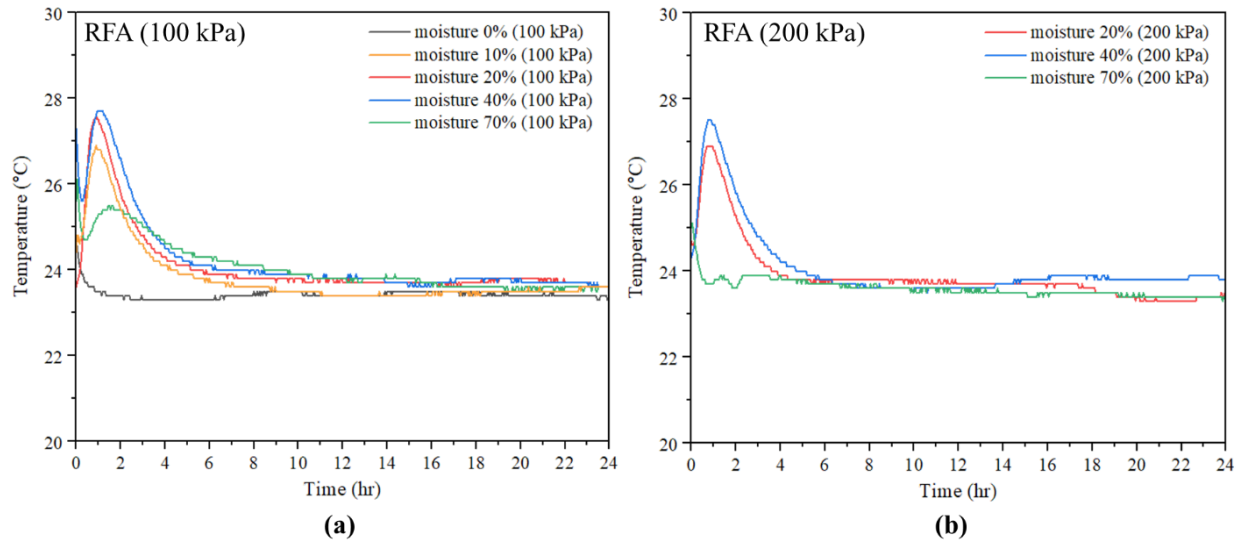 RFA (100 kPa)
moisture 0% (100 kPa)
moisture 10% (100 kPa)
moisture 20% (100 kPa)
moisture 40% (100 kPa)
moisture 70% (100 kPa)
30
28
26
24
22
20
Temperature (°C)
0 2 4 6 8 10 12 14 16 18 20 22 24
Time (hr)
(a)
RFA (200 kPa)
moisture 20% (200 kPa)
moisture 40% (200 kPa)
moisture 70% (200 kPa)
30
28
26
24
22
20
Temperature (°C)
0 2 4 6 8 10 12 14 16 18 20 22 24
Time (hr)
(b)